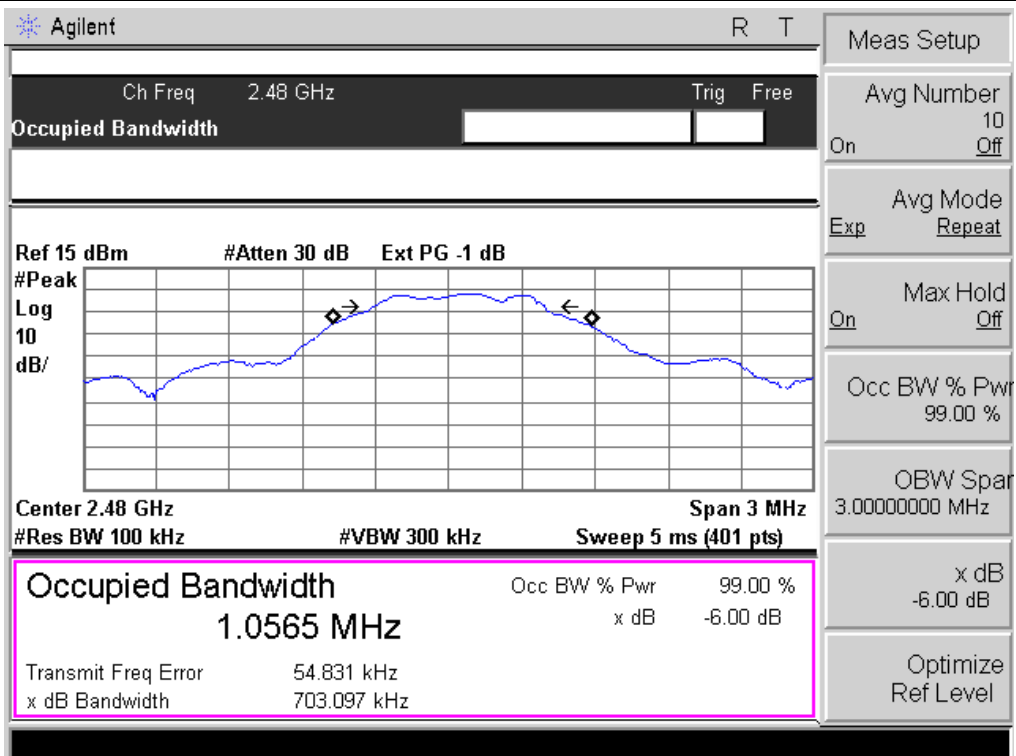 Agilent R T
Ch Freq 2.48 GHz Trig Free
Occupied Bandwidth
Ref 15 dBm #Atten 30 dB Ext PG -1 dB
#Peak
Log
10
dB/
Center 2.48 GHz Span 3 MHz
#Res BW 100 kHz #VBW 300 kHz Sweep 5 ms (401 pts)
Occupied Bandwidth Occ BW % Pwr 99.00 %
1.0565 MHz x dB -6.00 dB
Transmit Freq Error 54.831 kHz
x dB Bandwidth 703.097 kHz
Meas Setup
Avg Number
10
On Off
Avg Mode
Exp Repeat
Max Hold
On Off
Occ BW % Pwr
99.00 %
OBW Spar
3.00000000 MHz
x dB
-6.00 dB
Optimize
Ref Level